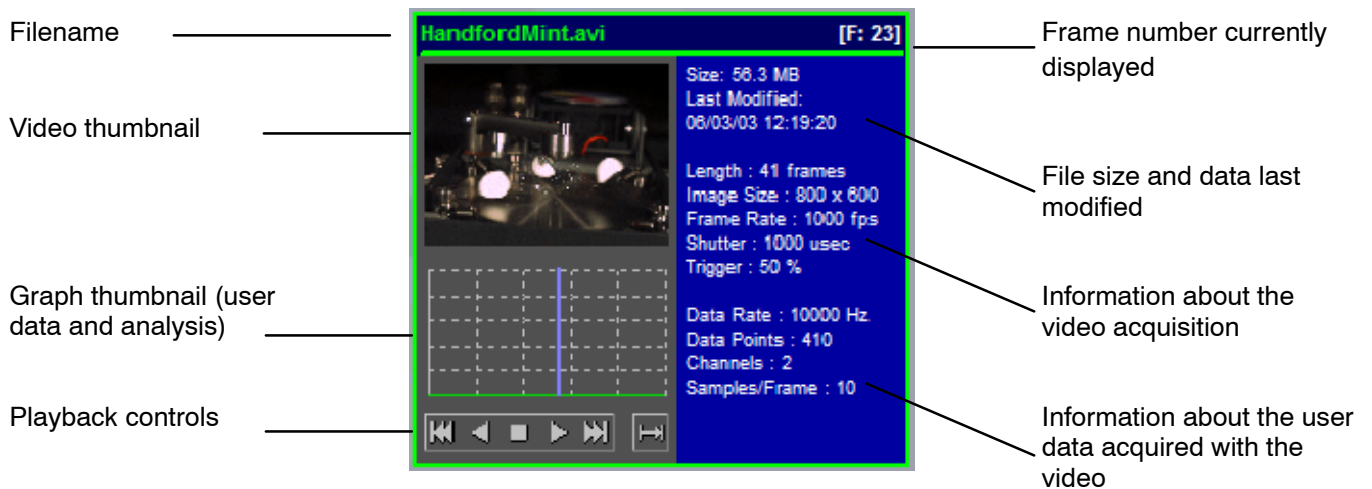 Filename
Video thumbnail
Graph thumbnail (user
data and analysis)
Playback controls
HandfordMint.avi
[F: 23]
Size: 56.3 MB
Last Modified:
06/03/03 12:19:20
Length : 41 frames
Image Size : 800 x 600
Frame Rate : 1000 fps
Shutter : 1000 usec
Trigger : 50 %
Data Rate : 10000 Hz.
Data Points : 410
Channels : 2
Samples/Frame : 10
Frame number currently
displayed
File size and data last
modified
Information about the
video acquisition
Information about the user
data acquired with the
video